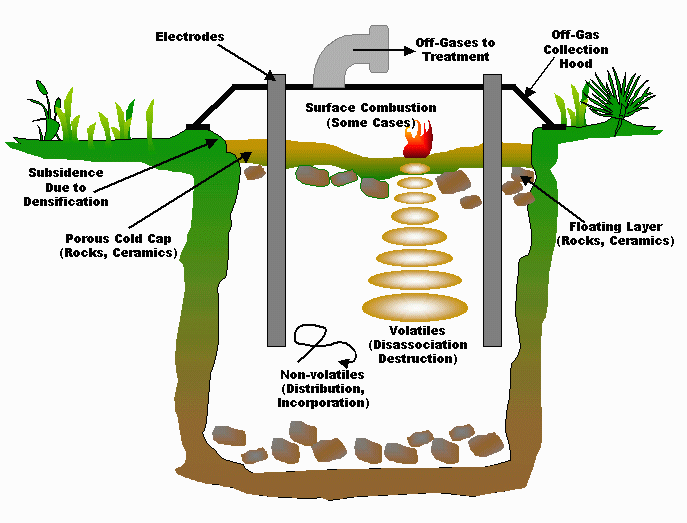 Electrodes
Off-Gases to
Treatment
Off-Gas
Collection
Hood
Surface Combustion
(Some Cases)
Subsidence
Due to
Densification
Porous Cold Cap
(Rocks, Ceramics)
Floating Layer
(Rocks, Ceramics)
Volatiles
(Disassociation
Destruction)
Non-volatiles
(Distribution,
Incorporation)